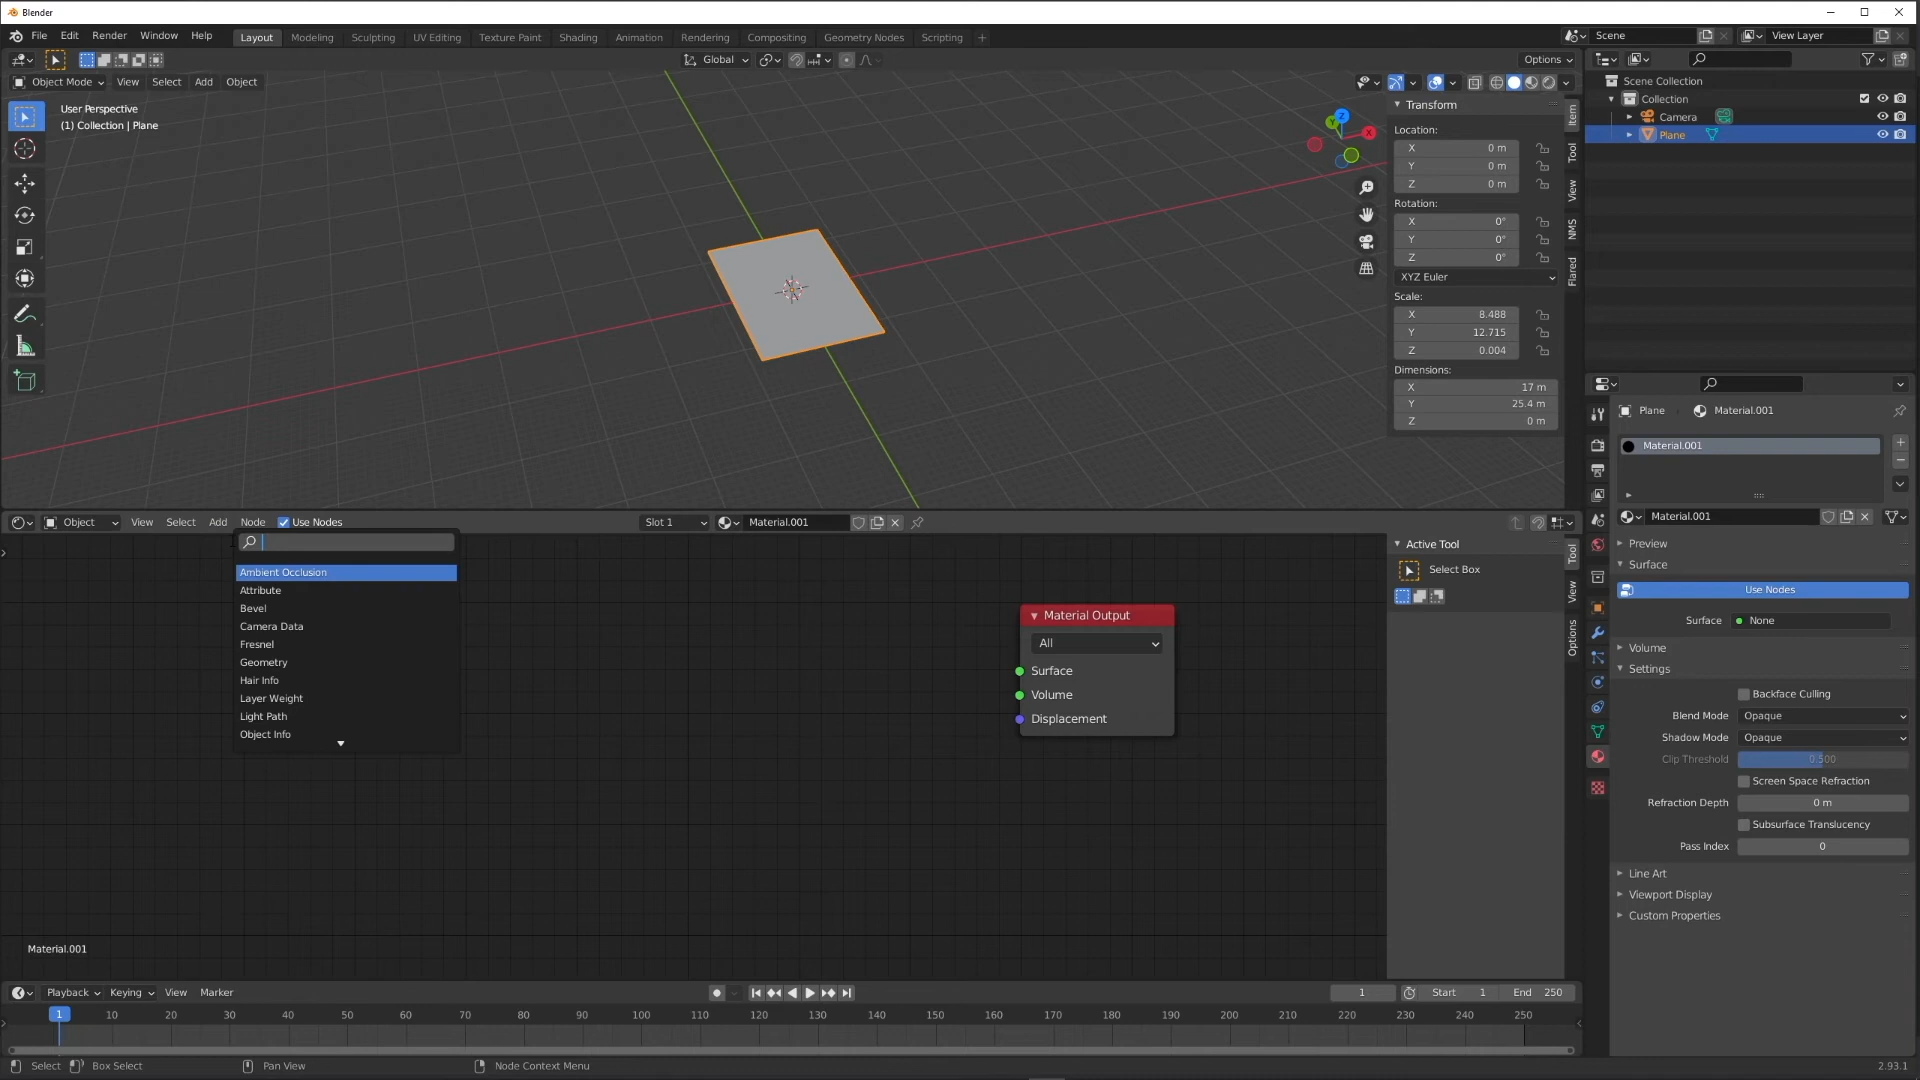 Blender
File Edit Render Window Help
Layout Modeling Sculpting UV Editing Texture Paint Shading Animation Rendering Compositing Geometry Nodes Scripting +
Scene
View Layer
Global
Options
Object Mode View Select Add Object
User Perspective
(1) Collection | Plane
Z
Y
X
Transform
Location:
X 0 m
Y 0 m
Z 0 m
Rotation:
X 0°
Y 0°
Z 0°
XYZ Euler
Scale:
X 8.488
Y 12.715
Z 0.004
Dimensions:
X 17 m
Y 25.4 m
Z 0 m
Item
Tool
View
NMS
Flared
Scene Collection
Collection
Camera
Plane
Plane Material.001
Material.001
Material.001
Preview
Surface
Use Nodes
Surface None
Volume
Settings
Backface Culling
Blend Mode Opaque
Shadow Mode Opaque
Clip Threshold 0.500
Screen Space Refraction
Refraction Depth 0 m
Subsurface Translucency
Pass Index 0
Line Art
Viewport Display
Custom Properties
Object View Select Add Node Use Nodes
Slot 1
Material.001
Ambient Occlusion
Attribute
Bevel
Camera Data
Fresnel
Geometry
Hair Info
Layer Weight
Light Path
Object Info
Material Output
All
Surface
Volume
Displacement
Active Tool
Select Box
Tool
View
Options
Material.001
Playback Keying View Marker
1
Start 1
End 250
1 10 20 30 40 50 60 70 80 90 100 110 120 130 140 150 160 170 180 190 200 210 220 230 240 250
Select Box Select Pan View Node Context Menu
2.93.1